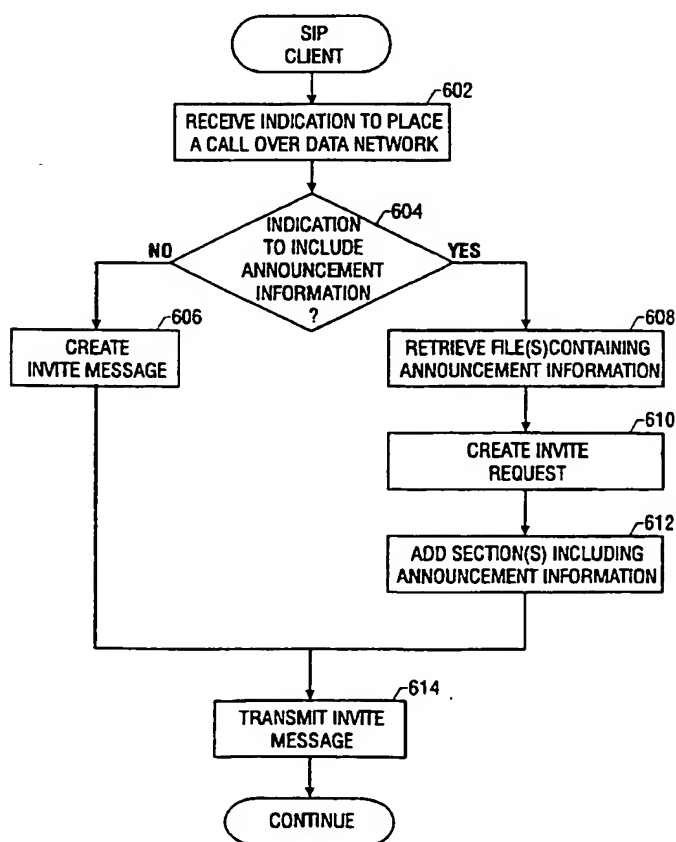 SIP
CLIENT
602
RECEIVE INDICATION TO PLACE
A CALL OVER DATA NETWORK
604
INDICATION
TO INCLUDE
ANNOUNCEMENT
INFORMATION
?
NO
YES
606
CREATE
INVITE MESSAGE
608
RETRIEVE FILE(S)CONTAINING
ANNOUNCEMENT INFORMATION
610
CREATE INVITE
REQUEST
612
ADD SECTION(S) INCLUDING
ANNOUNCEMENT INFORMATION
614
TRANSMIT INVITE
MESSAGE
CONTINUE